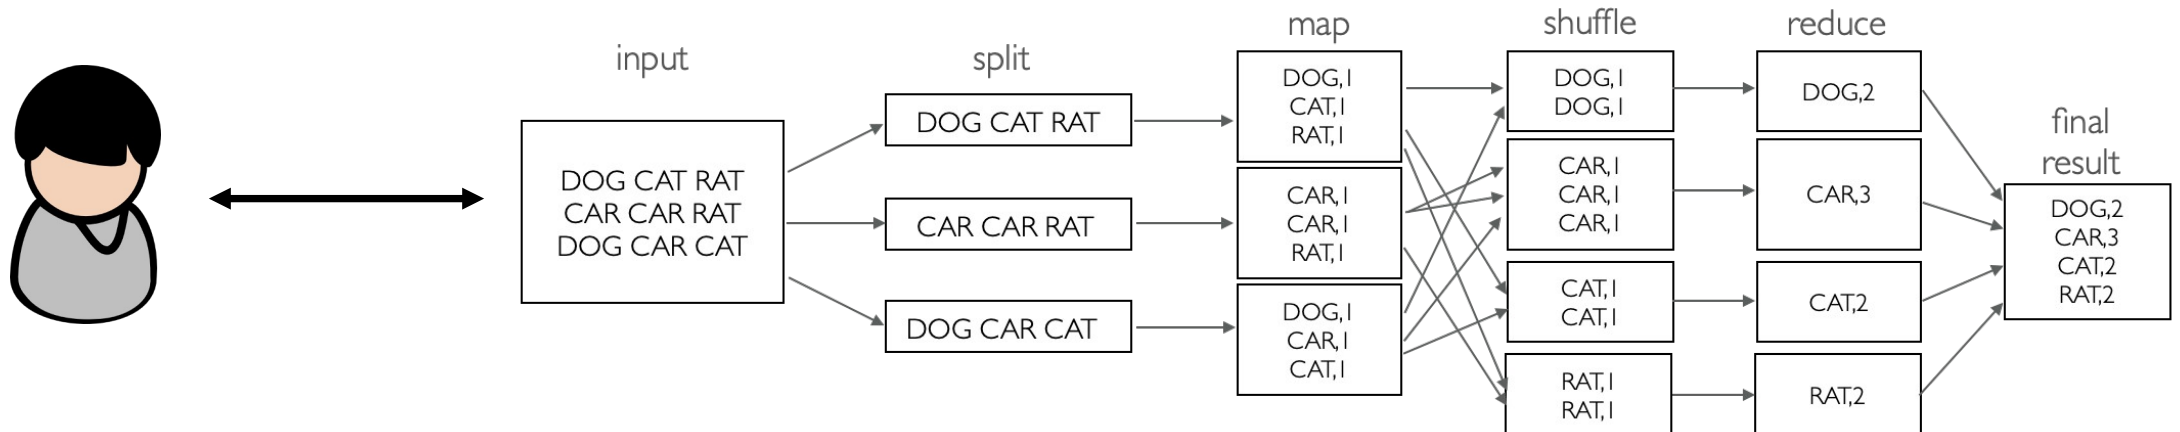 input
DOG CAT RAT
CAR CAR RAT
DOG CAR CAT
split
DOG CAT RAT
CAR CAR RAT
DOG CAR CAT
map
DOG,1
CAT,1
RAT,1
CAR,1
CAR,1
RAT,1
DOG,1
CAR,1
CAT,1
shuffle
DOG,1
DOG,1
CAR,1
CAR,1
CAR,1
CAT,1
CAT,1
RAT,1
RAT,1
reduce
DOG,2
CAR,3
CAT,2
RAT,2
final
result
DOG,2
CAR,3
CAT,2
RAT,2